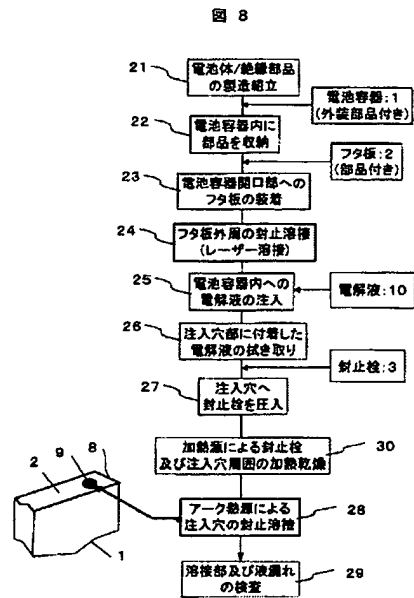 図 8
21
電池体/絶縁部品
の製造組立
電池容器:1
(外装部品付き)
22
電池容器内に
部品を収納
フタ板:2
(部品付き)
23
電池容器開口部への
フタ板の装着
24
フタ板外周の封止溶接
(レーザー溶接)
25
電池容器内への
電解液の注入
電解液:10
26
注入穴部に付着した
電解液の拭き取り
封止栓:3
27
注入穴へ
封止栓を圧入
加熱源による封止栓
及び注入穴周囲の加熱乾燥
30
9
8
2
1
アーク熱源による
注入穴の封止溶接
28
溶接部及び液漏れ
の検査
29